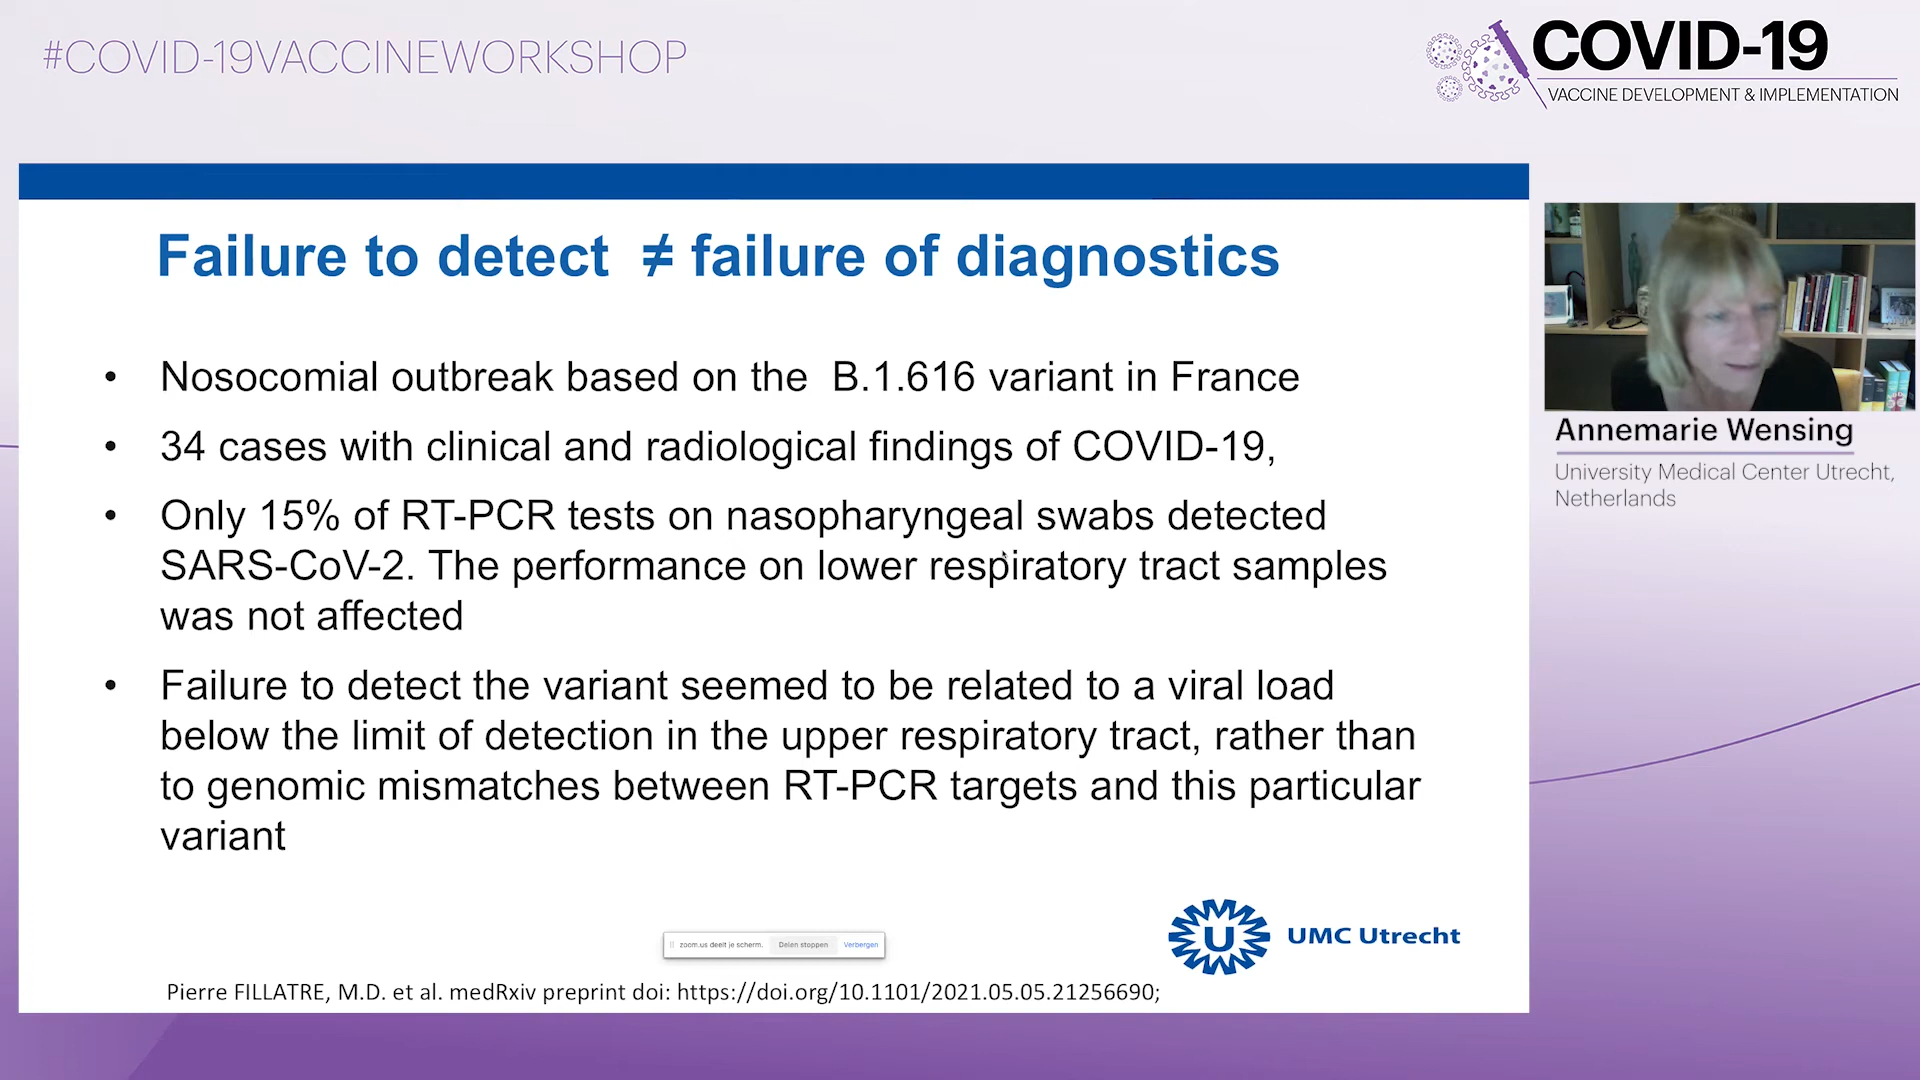 #COVID-19VACCINEWORKSHOP
COVID-19
VACCINE DEVELOPMENT & IMPLEMENTATION
Failure to detect ≠ failure of diagnostics
• Nosocomial outbreak based on the B.1.616 variant in France
• 34 cases with clinical and radiological findings of COVID-19,
• Only 15% of RT-PCR tests on nasopharyngeal swabs detected
SARS-CoV-2. The performance on lower respiratory tract samples
was not affected
• Failure to detect the variant seemed to be related to a viral load
below the limit of detection in the upper respiratory tract, rather than
to genomic mismatches between RT-PCR targets and this particular
variant
Annemarie Wensing
University Medical Center Utrecht,
Netherlands
U UMC Utrecht
zoom.us deelt je scherm. Delen stoppen Verbergen
Pierre FILLATRE, M.D. et al. medRxiv preprint doi: https://doi.org/10.1101/2021.05.05.21256690;